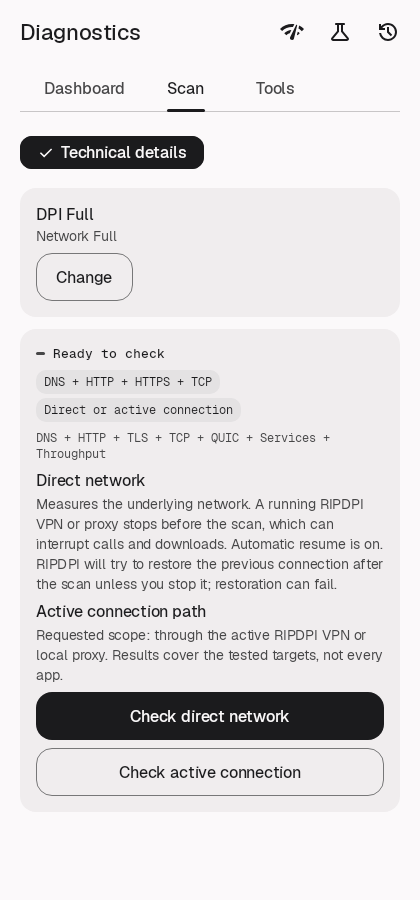 Diagnostics
Dashboard
Scan
Tools
Technical details
DPI Full
Network Full
Change
Ready to check
DNS + HTTP + HTTPS + TCP
Direct or active connection
DNS + HTTP + TLS + TCP + QUIC + Services +
Throughput
Direct network
Measures the underlying network. A running RIPDPI
VPN or proxy stops before the scan, which can
interrupt calls and downloads. Automatic resume is on.
RIPDPI will try to restore the previous connection after
the scan unless you stop it; restoration can fail.
Active connection path
Requested scope: through the active RIPDPI VPN or
local proxy. Results cover the tested targets, not every
app.
Check direct network
Check active connection